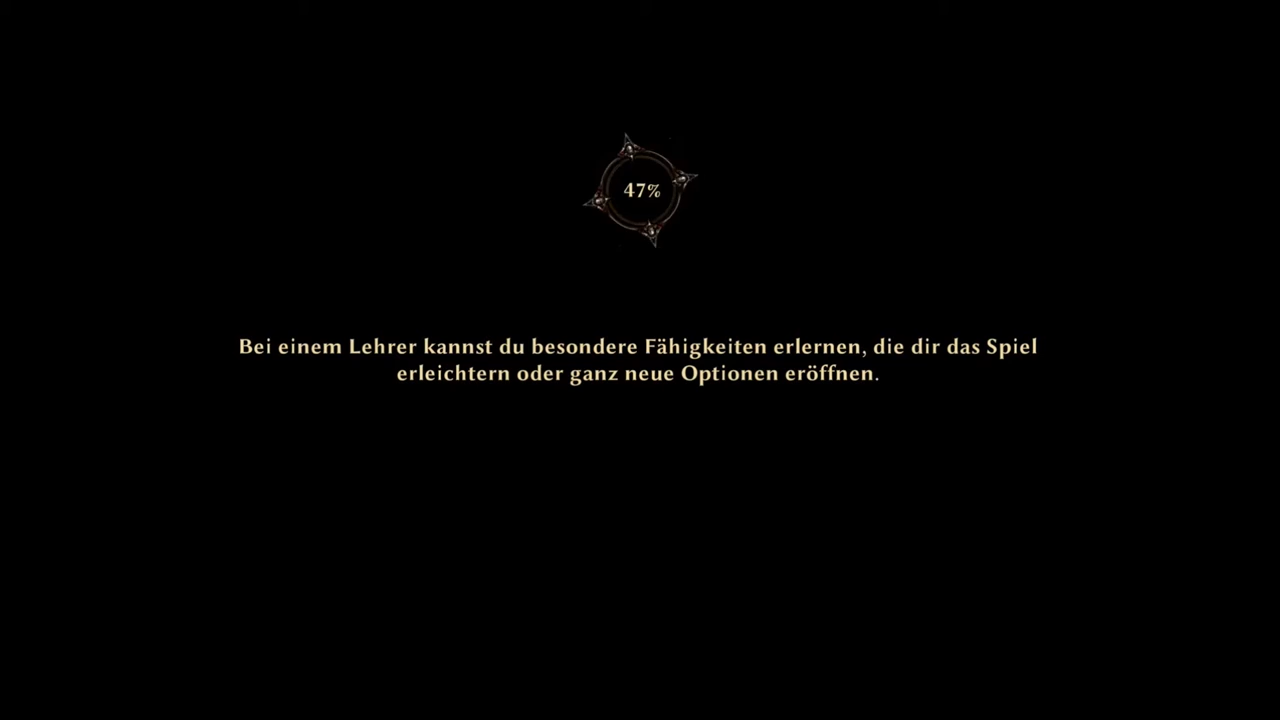 47%
Bei einem Lehrer kannst du besondere Fähigkeiten erlernen, die dir das Spiel
erleichtern oder ganz neue Optionen eröffnen.